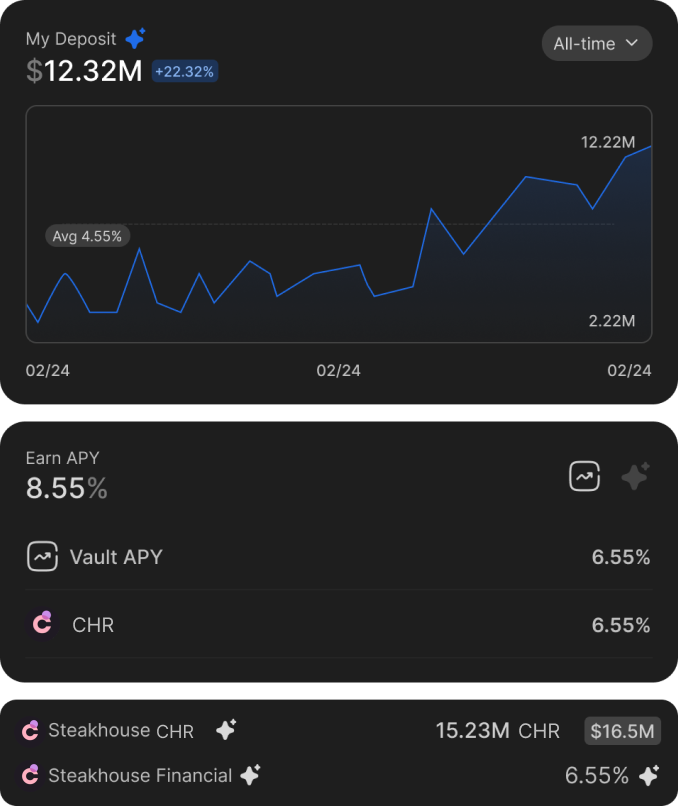 My Deposit
All-time
$12.32M +22.32%
12.22M
Avg 4.55%
2.22M
02/24 02/24 02/24
Earn APY
8.55%
Vault APY 6.55%
CHR 6.55%
Steakhouse CHR 15.23M CHR $16.5M
Steakhouse Financial 6.55%